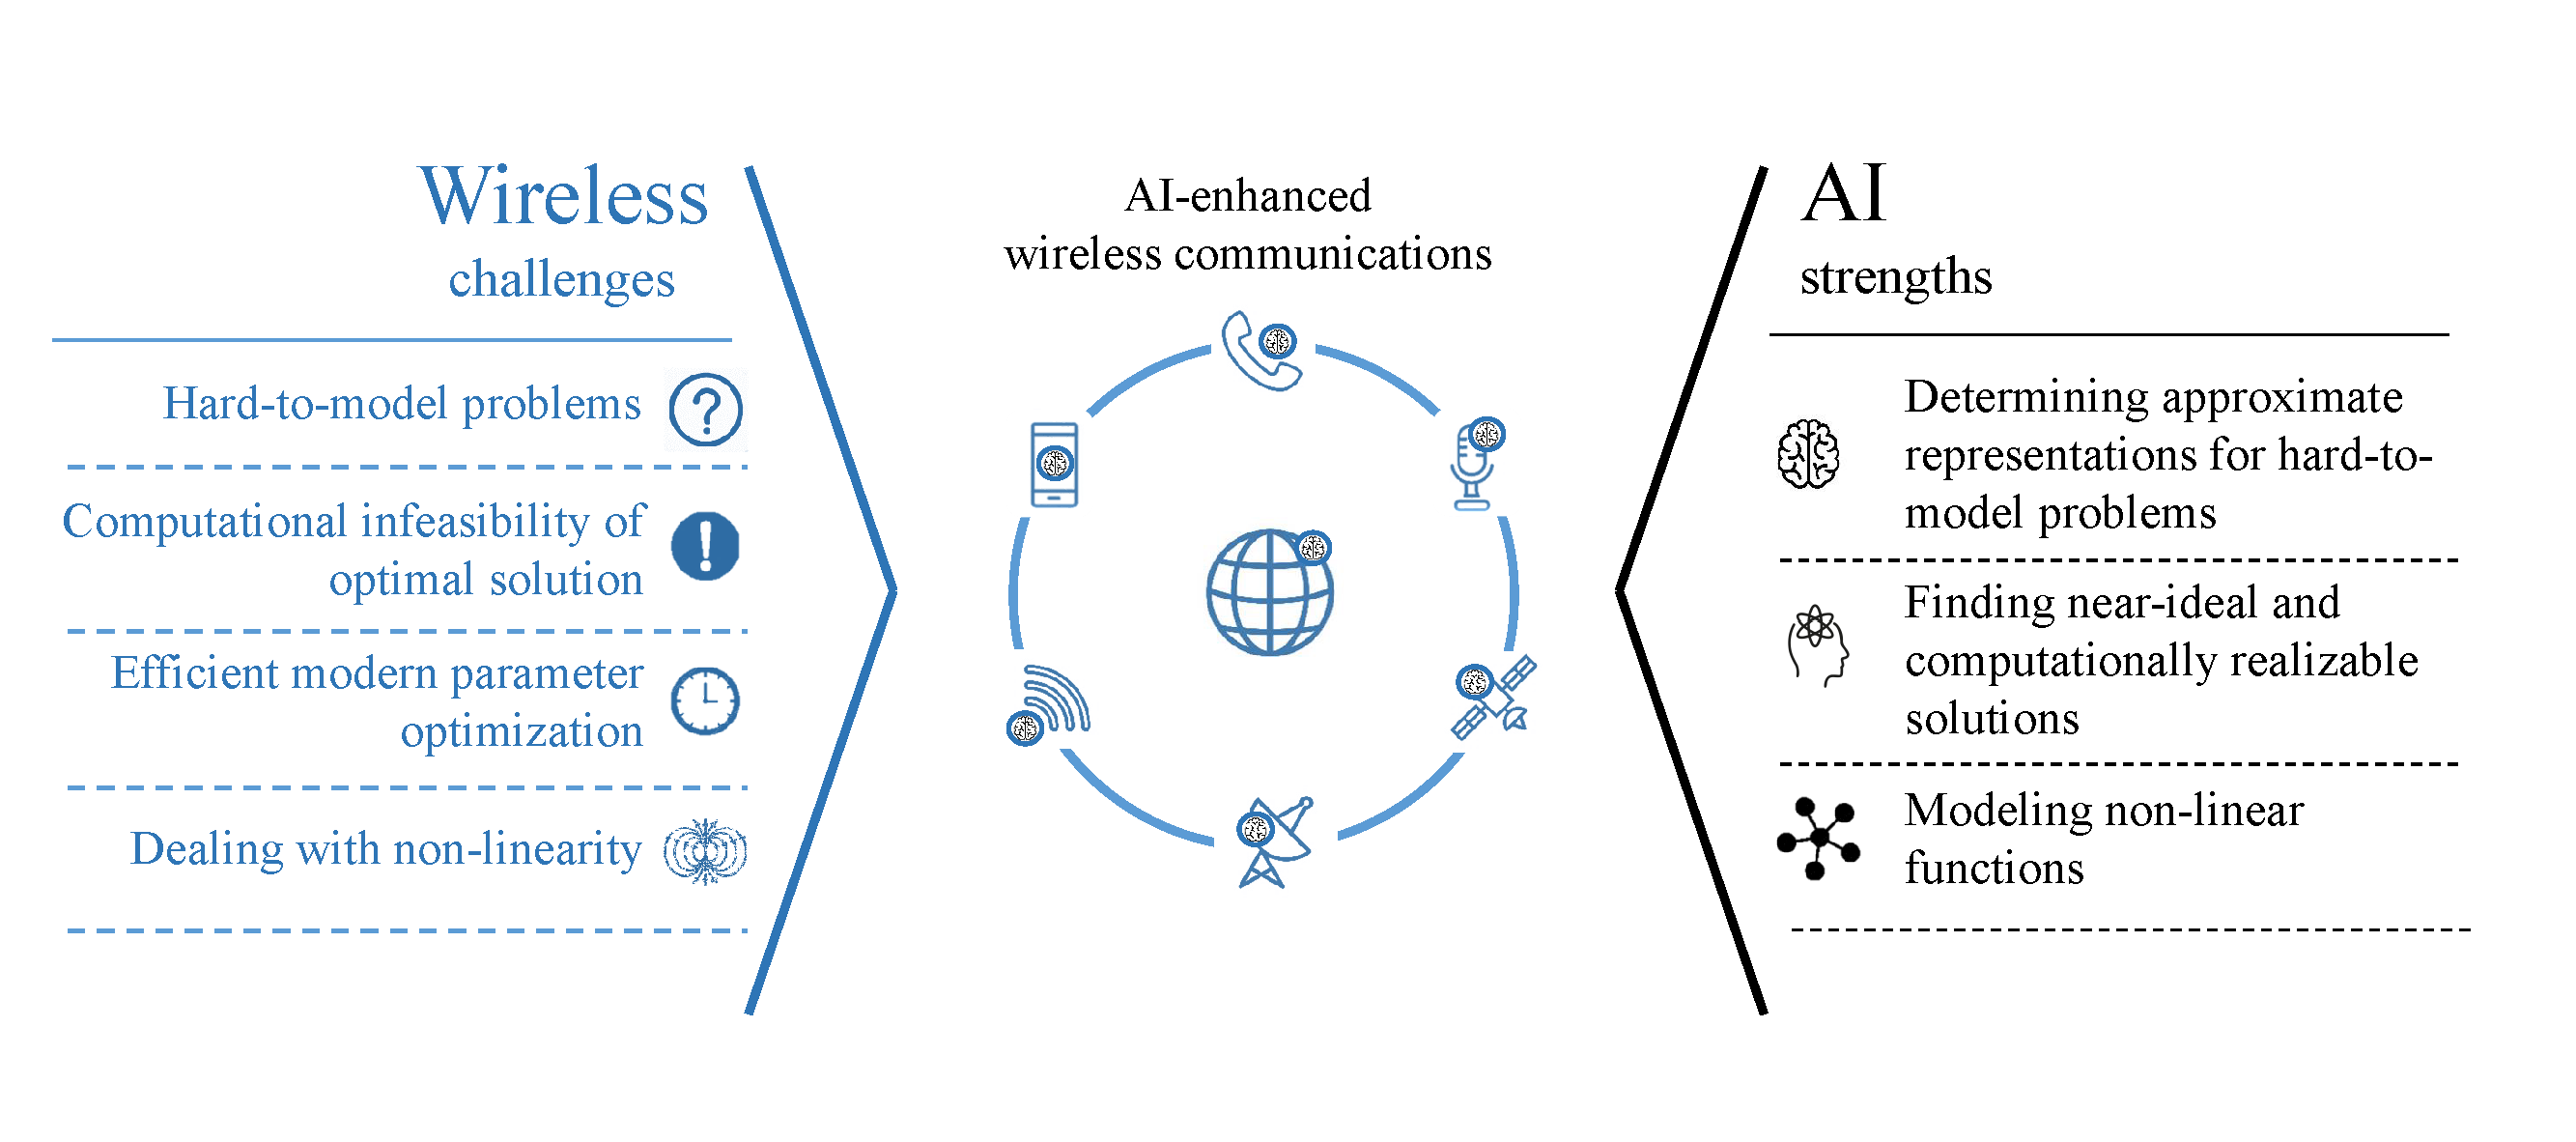 Wireless
challenges
Hard-to-model problems
Computational infeasibility of
optimal solution
Efficient modern parameter
optimization
Dealing with non-linearity
AI-enhanced
wireless communications
AI
strengths
Determining approximate
representations for hard-to-
model problems
Finding near-ideal and
computationally realizable
solutions
Modeling non-linear
functions